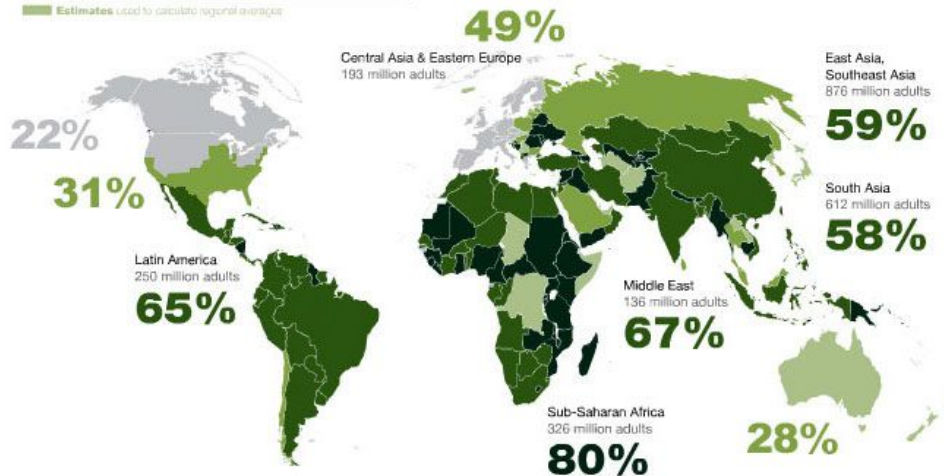 Estimates used to calculate regional averages
49%
Central Asia & Eastern Europe
193 million adults
East Asia,
Southeast Asia
876 million adults
59%
22%
31%
South Asia
612 million adults
58%
Latin America
250 million adults
65%
Middle East
136 million adults
67%
Sub-Saharan Africa
326 million adults
80%
28%